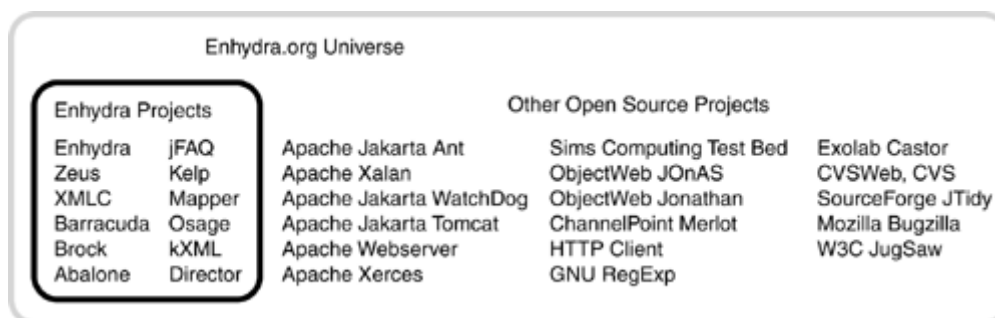 Enhydra.org Universe
Enhydra Projects
Other Open Source Projects
Enhydra jFAQ Apache Jakarta Ant Sims Computing Test Bed Exolab Castor
Zeus Kelp Apache Xalan ObjectWeb JOnAS CVSWeb, CVS
XMLC Mapper Apache Jakarta WatchDog ObjectWeb Jonathan SourceForge JTidy
Barracuda Osage Apache Jakarta Tomcat ChannelPoint Merlot Mozilla Bugzilla
Brock kXML Apache Webserver HTTP Client W3C JugSaw
Abalone Director Apache Xerces GNU RegExp